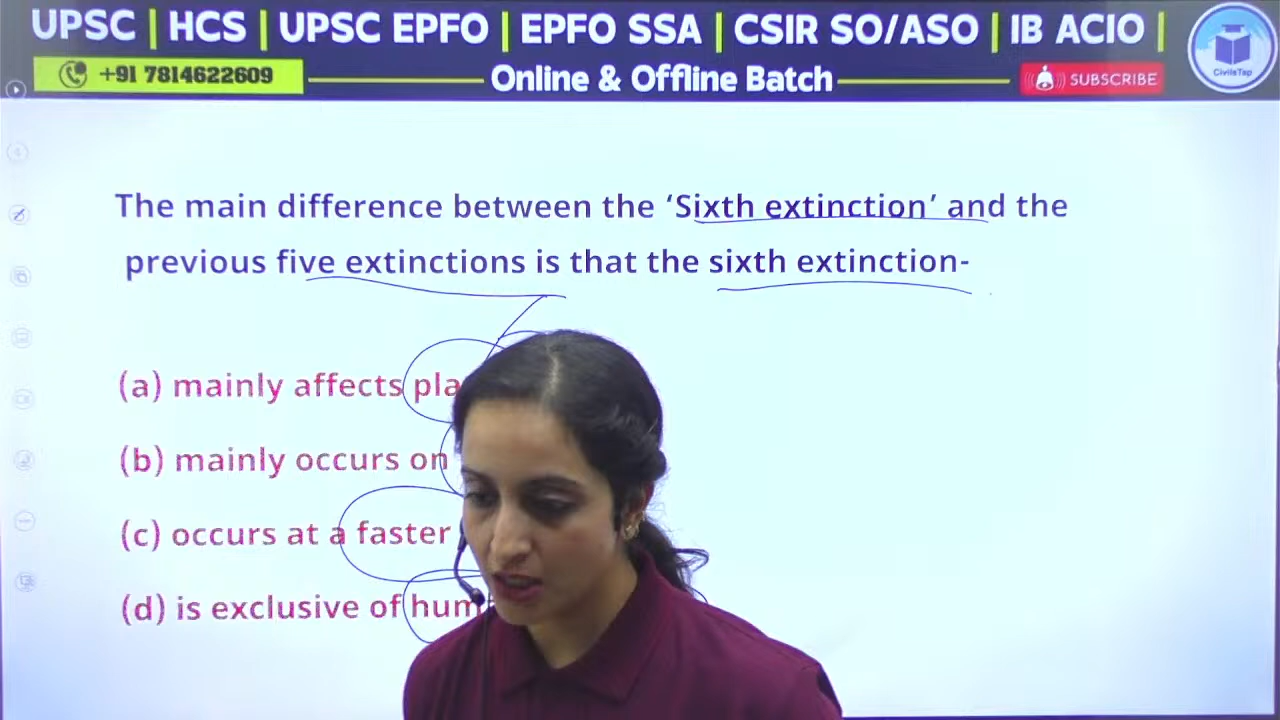 UPSC | HCS | UPSC EPFO | EPFO SSA | CSIR SO/ASO | IB ACIO |
+91 7814622609 Online & Offline Batch SUBSCRIBE
CivilsTap
The main difference between the ‘Sixth extinction’ and the
previous five extinctions is that the sixth extinction-
(a) mainly affects
(b) mainly occurs on
(c) occurs at a faster
(d) is exclusive of